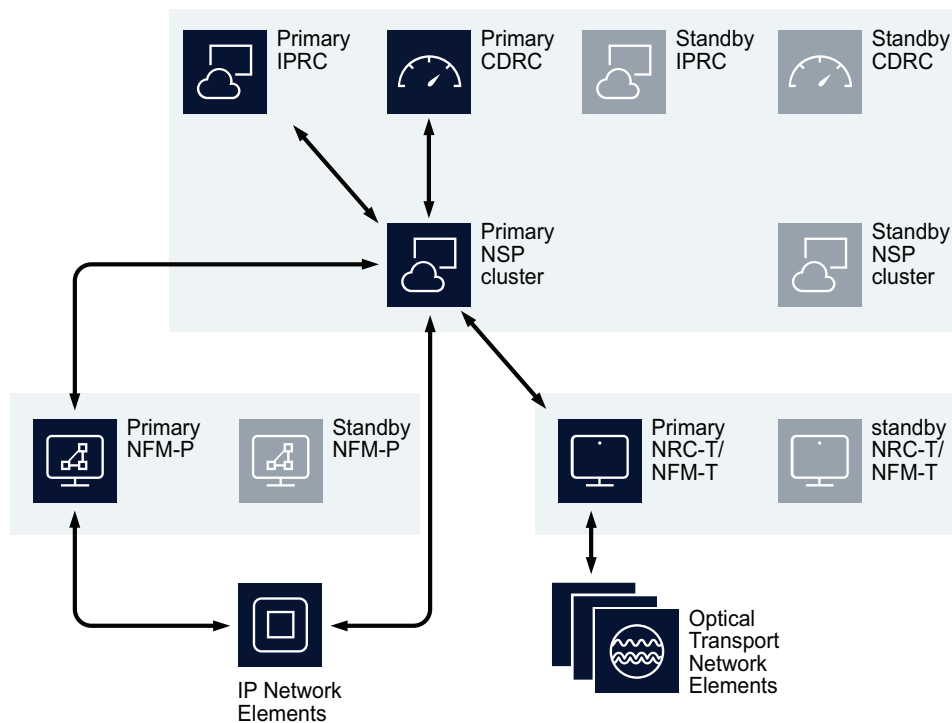 Primary
IPRC
Primary
CDRC
Standby
IPRC
Standby
CDRC
Primary
NSP
cluster
Standby
NSP
cluster
Primary
NFM-P
Standby
NFM-P
Primary
NRC-T/
NFM-T
standby
NRC-T/
NFM-T
IP Network
Elements
Optical
Transport
Network
Elements